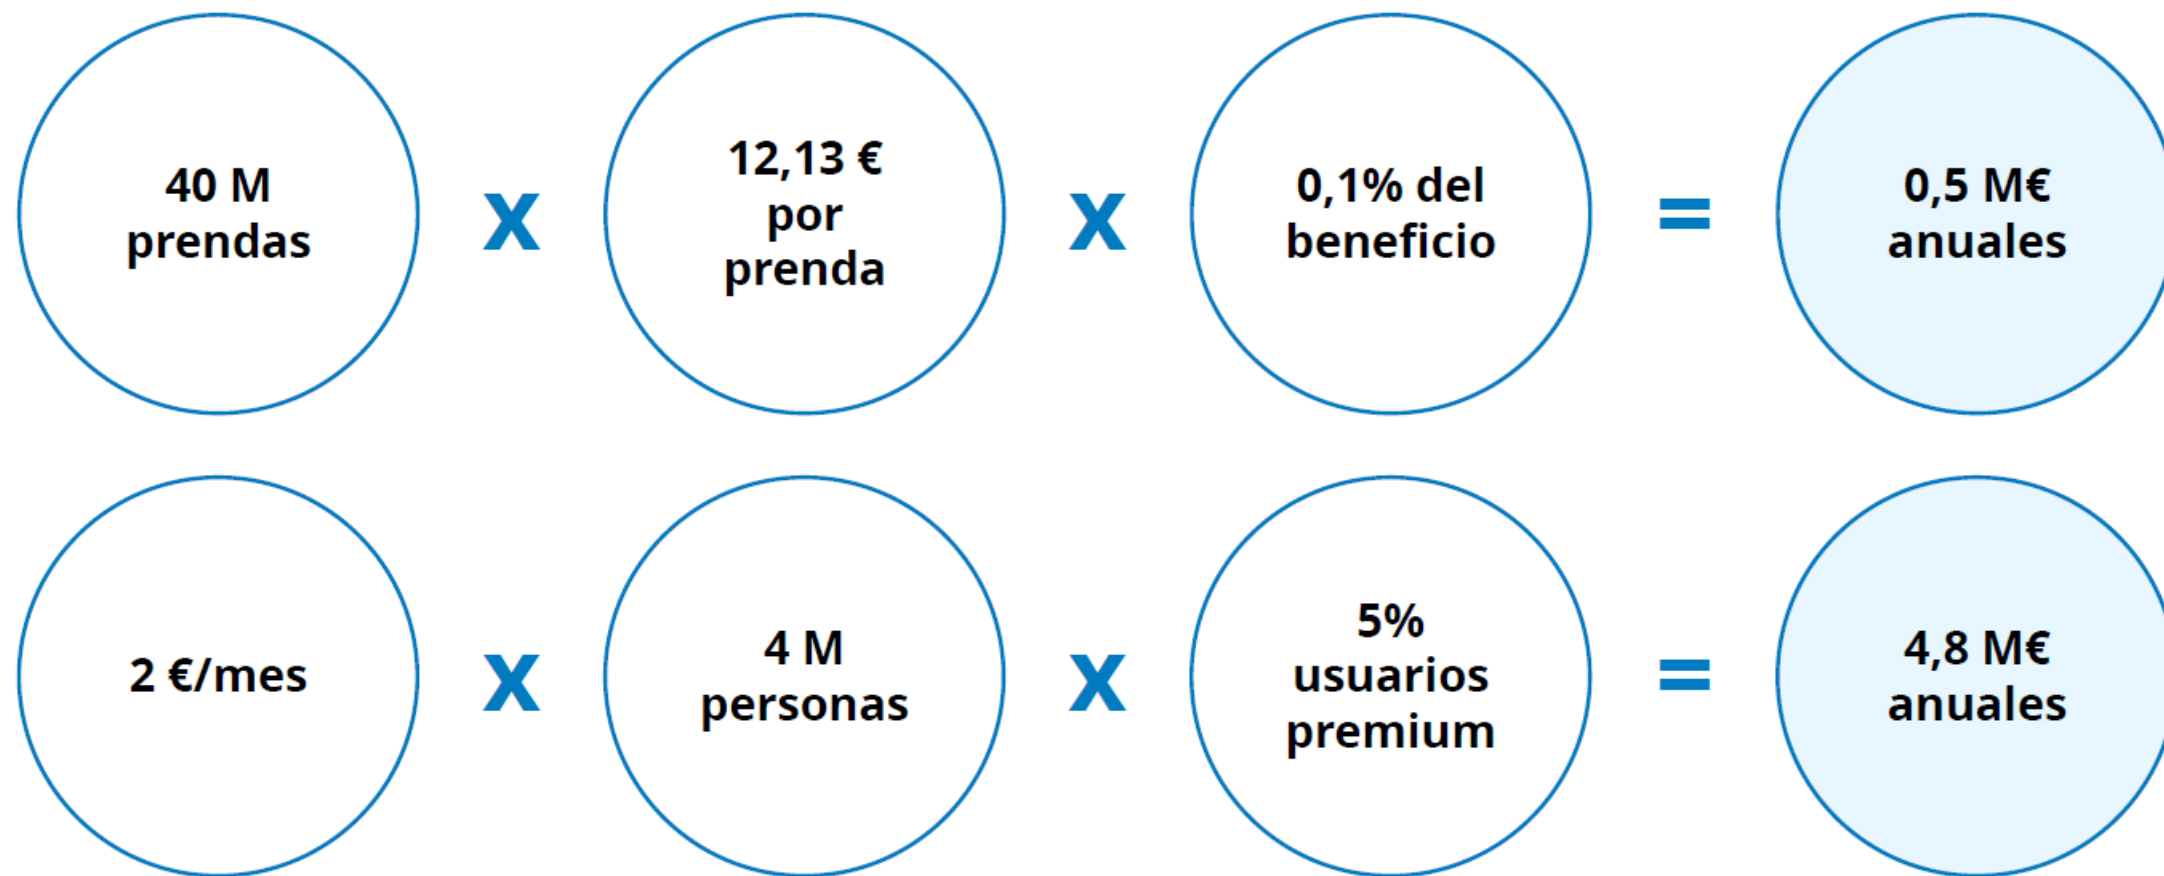 40 M
prendas
x
12,13 €
por
prenda
x
0,1% del
beneficio
=
0,5 M€
anuales
2 €/mes
x
4 M
personas
x
5%
usuarios
premium
=
4,8 M€
anuales